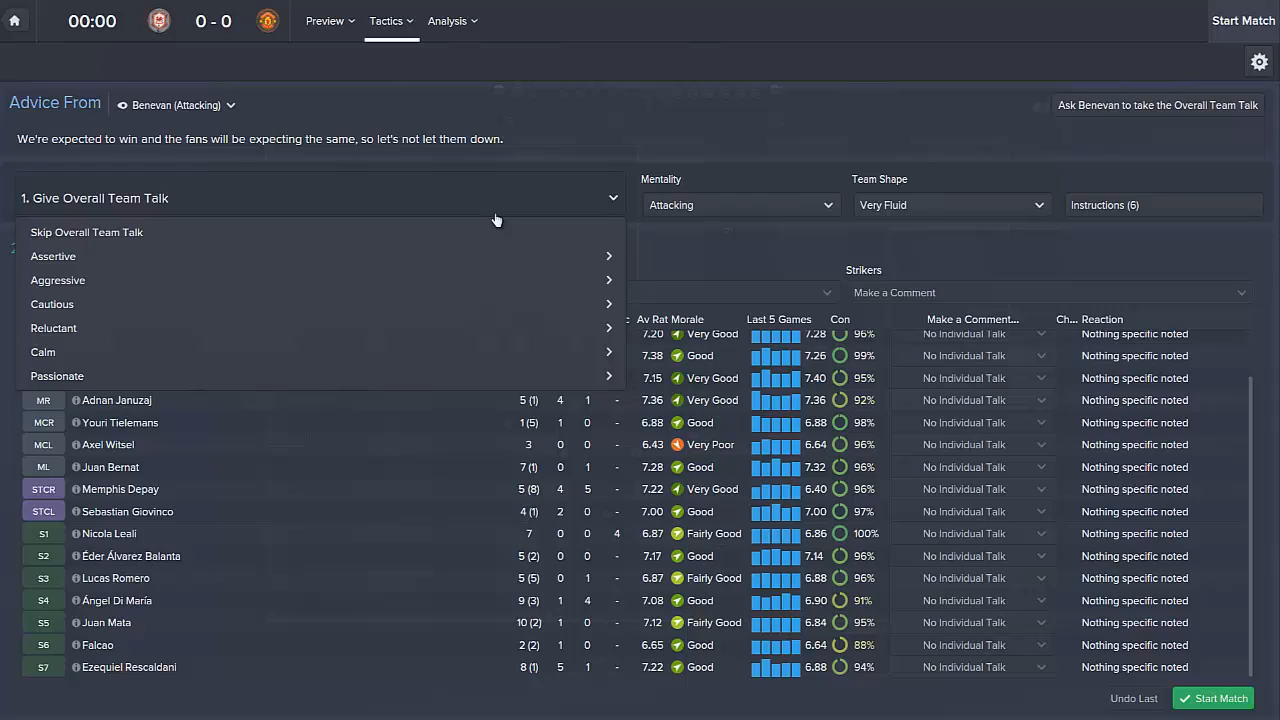 00:00 0 - 0 Preview Tactics Analysis Start Match
Advice From Benevan (Attacking) Ask Benevan to take the Overall Team Talk
We're expected to win and the fans will be expecting the same, so let's not let them down.
Mentality Team Shape
1. Give Overall Team Talk Attacking Very Fluid Instructions (6)
Skip Overall Team Talk
Assertive
Aggressive
Cautious
Reluctant
Calm
Passionate
Strikers
Make a Comment
Av Rat Morale Last 5 Games Con Make a Comment... Ch... Reaction
7.20 Very Good 7.28 96% No Individual Talk Nothing specific noted
7.38 Good 7.26 99% No Individual Talk Nothing specific noted
7.15 Very Good 7.40 95% No Individual Talk Nothing specific noted
MR Adnan Januzaj 5 (1) 4 1 - 7.36 Very Good 7.36 92% No Individual Talk Nothing specific noted
MCR Youri Tielemans 1 (5) 1 0 - 6.88 Good 6.88 98% No Individual Talk Nothing specific noted
MCL Axel Witsel 3 0 0 - 6.43 Very Poor 6.64 96% No Individual Talk Nothing specific noted
ML Juan Bernat 7 (1) 0 1 - 7.28 Good 7.32 96% No Individual Talk Nothing specific noted
STCR Memphis Depay 5 (8) 4 5 - 7.22 Very Good 6.40 96% No Individual Talk Nothing specific noted
STCL Sebastian Giovinco 4 (1) 2 0 - 7.00 Good 7.00 97% No Individual Talk Nothing specific noted
S1 Nicola Leali 7 0 0 4 6.87 Fairly Good 6.86 100% No Individual Talk Nothing specific noted
S2 Éder Álvarez Balanta 5 (2) 0 0 - 7.17 Good 7.14 96% No Individual Talk Nothing specific noted
S3 Lucas Romero 5 (5) 0 1 - 6.87 Fairly Good 6.88 96% No Individual Talk Nothing specific noted
S4 Ángel Di María 9 (3) 1 4 - 7.08 Good 6.90 91% No Individual Talk Nothing specific noted
S5 Juan Mata 10 (2) 1 0 - 7.12 Fairly Good 6.84 95% No Individual Talk Nothing specific noted
S6 Falcao 2 (2) 1 0 - 6.65 Good 6.64 88% No Individual Talk Nothing specific noted
S7 Ezequiel Rescaldani 8 (1) 5 1 - 7.22 Good 6.88 94% No Individual Talk Nothing specific noted
Undo Last Start Match